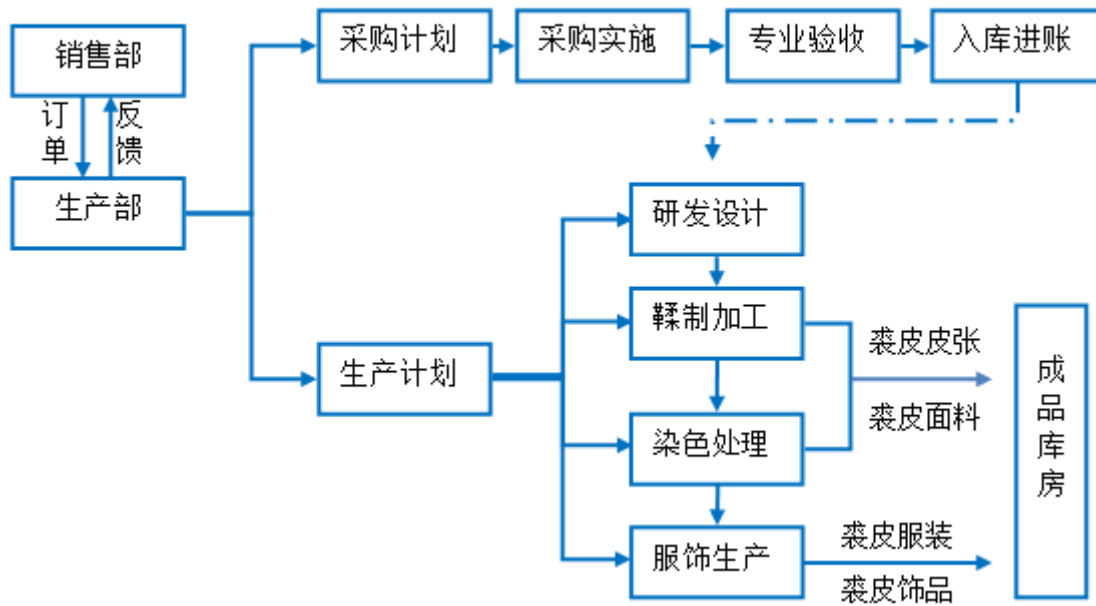 销售部
采购计划
采购实施
专业验收
入库进账
订单
反馈
生产部
研发设计
鞣制加工
生产计划
裘皮皮张
裘皮面料
成品库房
染色处理
服饰生产
裘皮服装
裘皮饰品